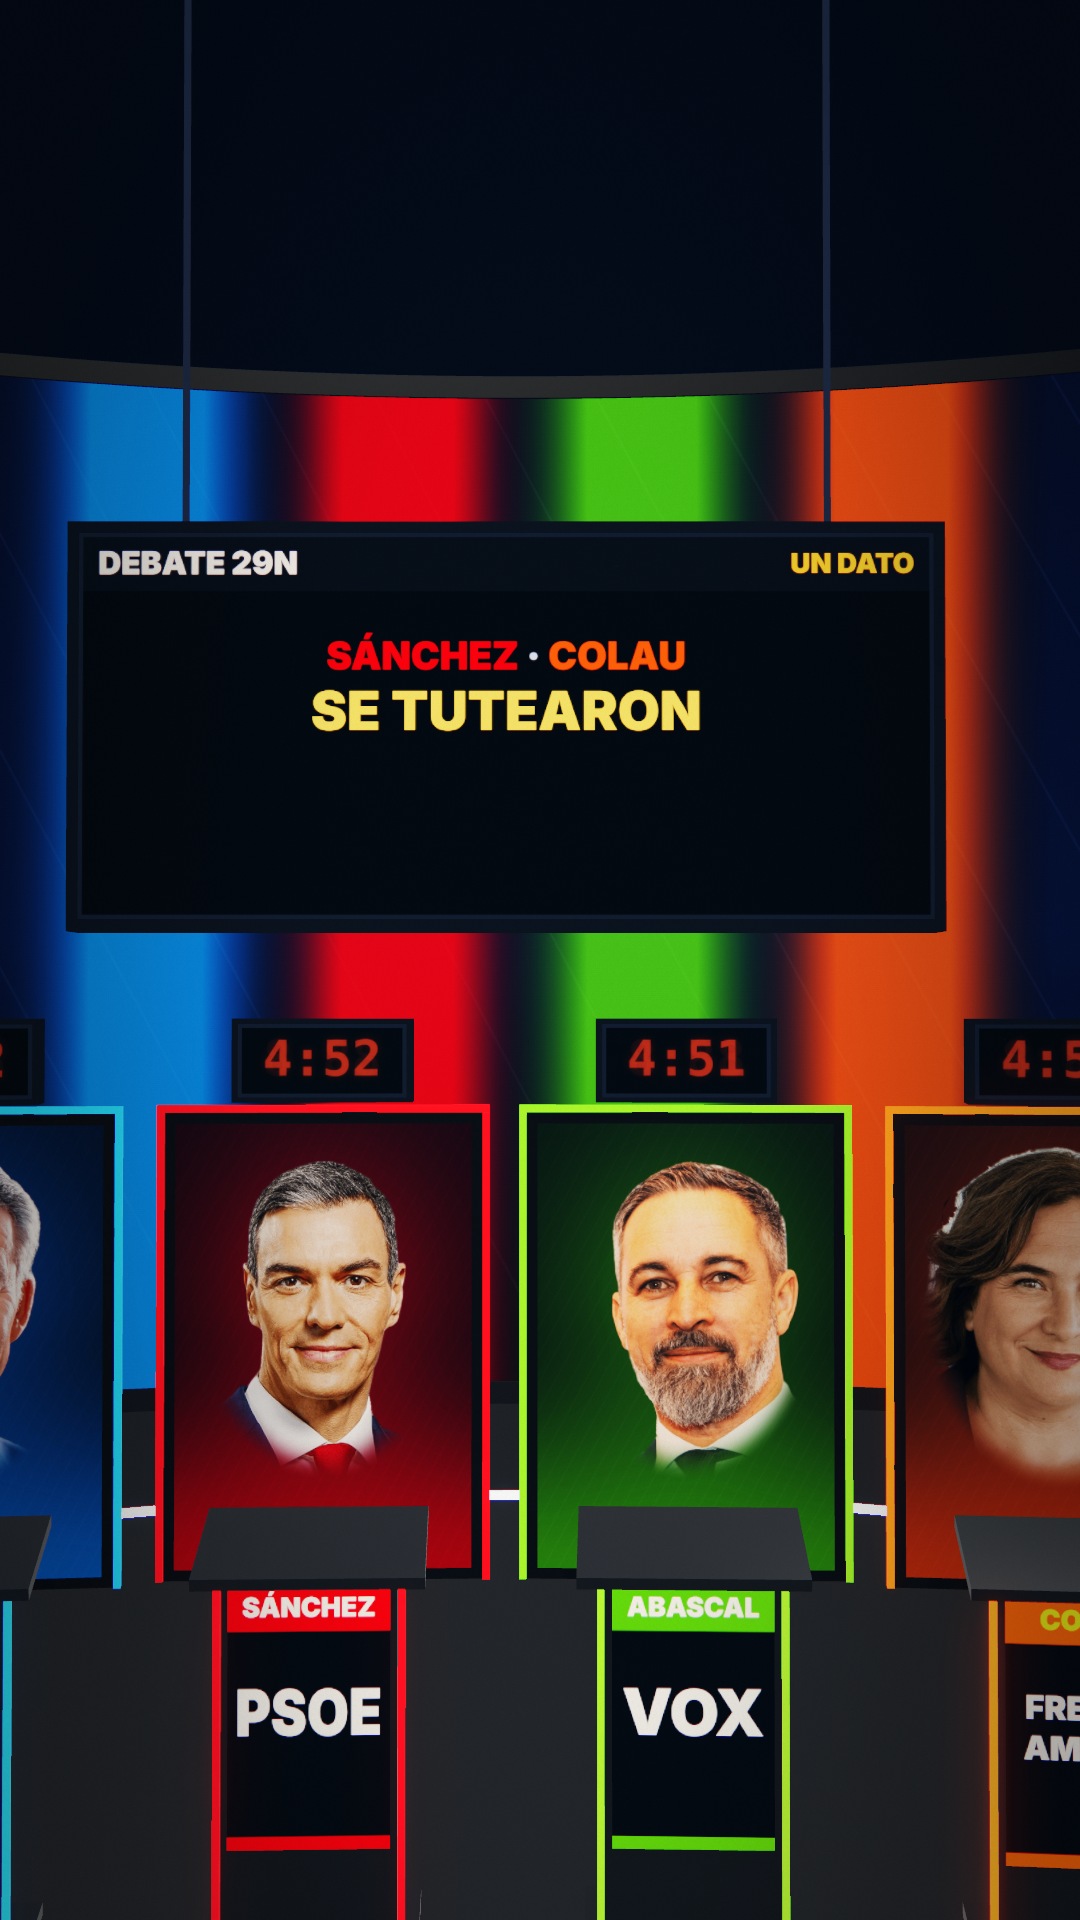 DEBATE 29N
UN DATO
SÁNCHEZ · COLAU
SE TUTEARON
4:52
4:51
SÁNCHEZ
ABASCAL
PSOE
VOX